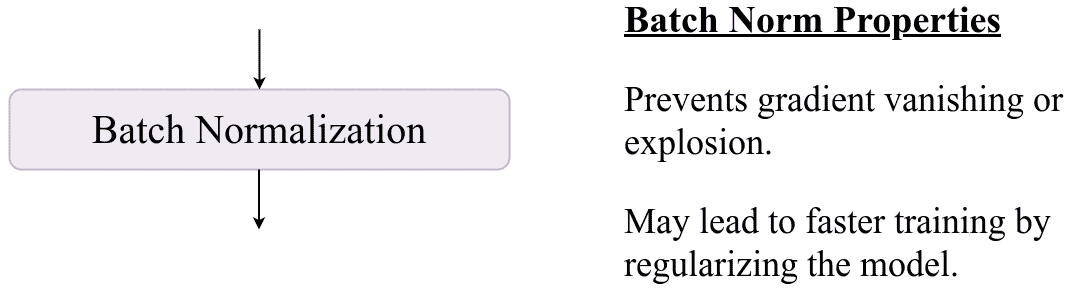 Batch Normalization
Batch Norm Properties
Prevents gradient vanishing or
explosion.
May lead to faster training by
regularizing the model.